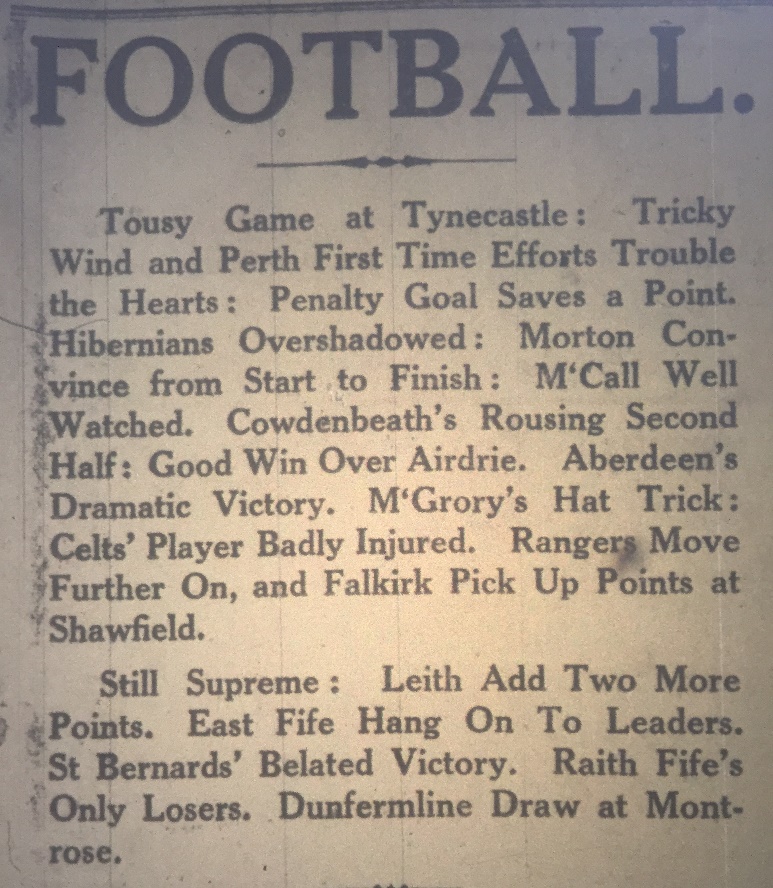 FOOTBALL.
Tousy Game at Tynecastle: Tricky
Wind and Perth First Time Efforts Trouble
the Hearts: Penalty Goal Saves a Point.
Hibernians Overshadowed: Morton Con-
vince from Start to Finish: M‘Call Well
Watched. Cowdenbeath's Rousing Second
Half: Good Win Over Airdrie. Aberdeen's
Dramatic Victory. M‘Grory's Hat Trick:
Celts' Player Badly Injured. Rangers Move
Further On, and Falkirk Pick Up Points at
Shawfield.
Still Supreme: Leith Add Two More
Points. East Fife Hang On To Leaders.
St Bernards' Belated Victory. Raith Fife's
Only Losers. Dunfermline Draw at Mont-
rose.